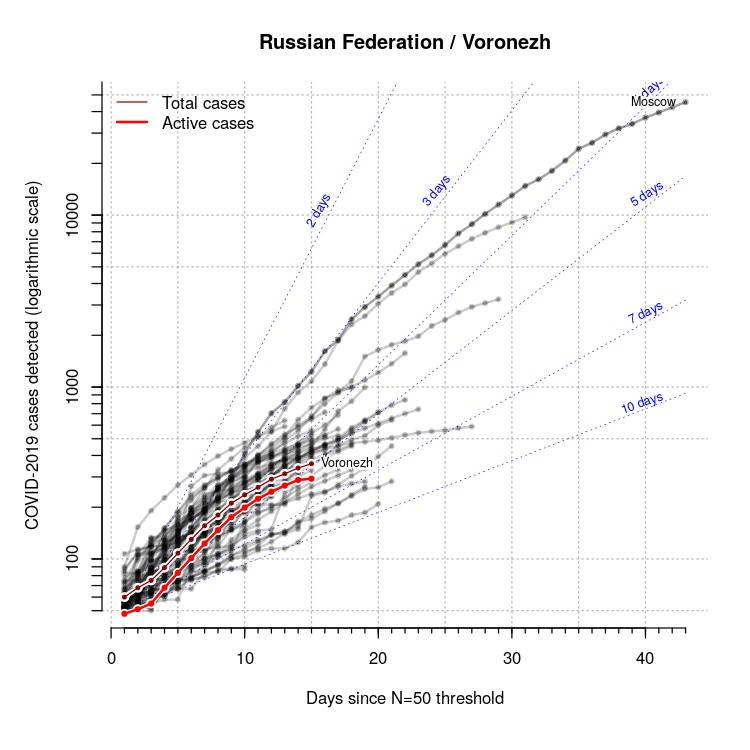 Russian Federation / Voronezh
Total cases
Active cases
COVID-2019 cases detected (logarithmic scale)
10000
1000
100
2 days
3 days
days
5 days
7 days
10 days
Moscow
Voronezh
0
10
20
30
40
Days since N=50 threshold